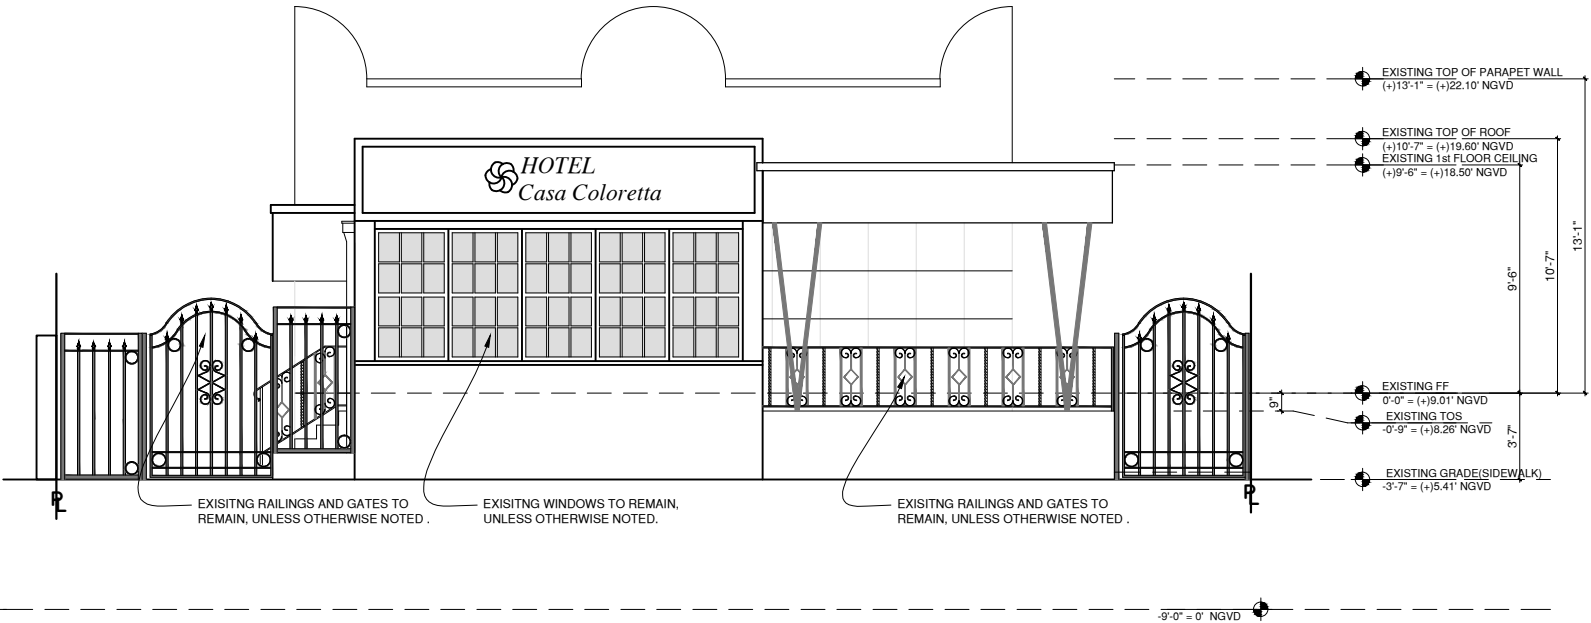 EXISTING TOP OF PARAPET WALL
(+)13'-1" = (+)22.10' NGVD
EXISTING TOP OF ROOF
(+)10'-7" = (+)19.60' NGVD
EXISTING 1st FLOOR CEILING
(+)9'-6" = (+)18.50' NGVD
HOTEL
Casa Coloretta
13'-1"
10'-7"
9'-6"
EXISTING FF
0'-0" = (+)9.01' NGVD
9"
EXISTING TOS
-0'-9" = (+)8.26' NGVD
3'-7"
EXISTING GRADE(SIDEWALK)
-3'-7" = (+)5.41' NGVD
PL
PL
EXISITNG RAILINGS AND GATES TO
REMAIN, UNLESS OTHERWISE NOTED .
EXISITNG WINDOWS TO REMAIN,
UNLESS OTHERWISE NOTED.
EXISITNG RAILINGS AND GATES TO
REMAIN, UNLESS OTHERWISE NOTED .
-9'-0" = 0' NGVD